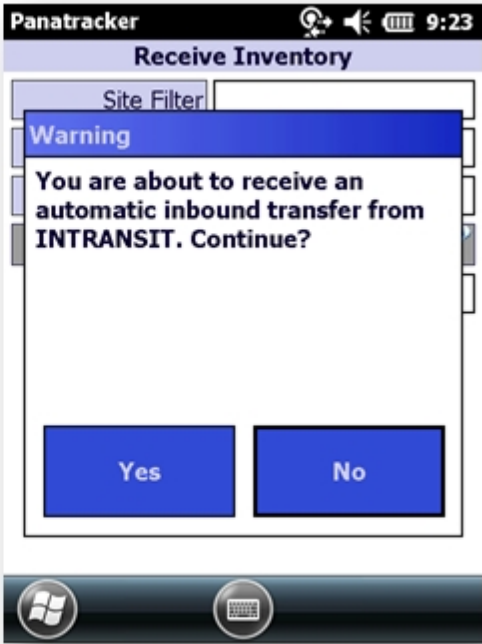 Panatracker 9:23
Receive Inventory
Site Filter
Warning
You are about to receive an
automatic inbound transfer from
INTRANSIT. Continue?
Yes No